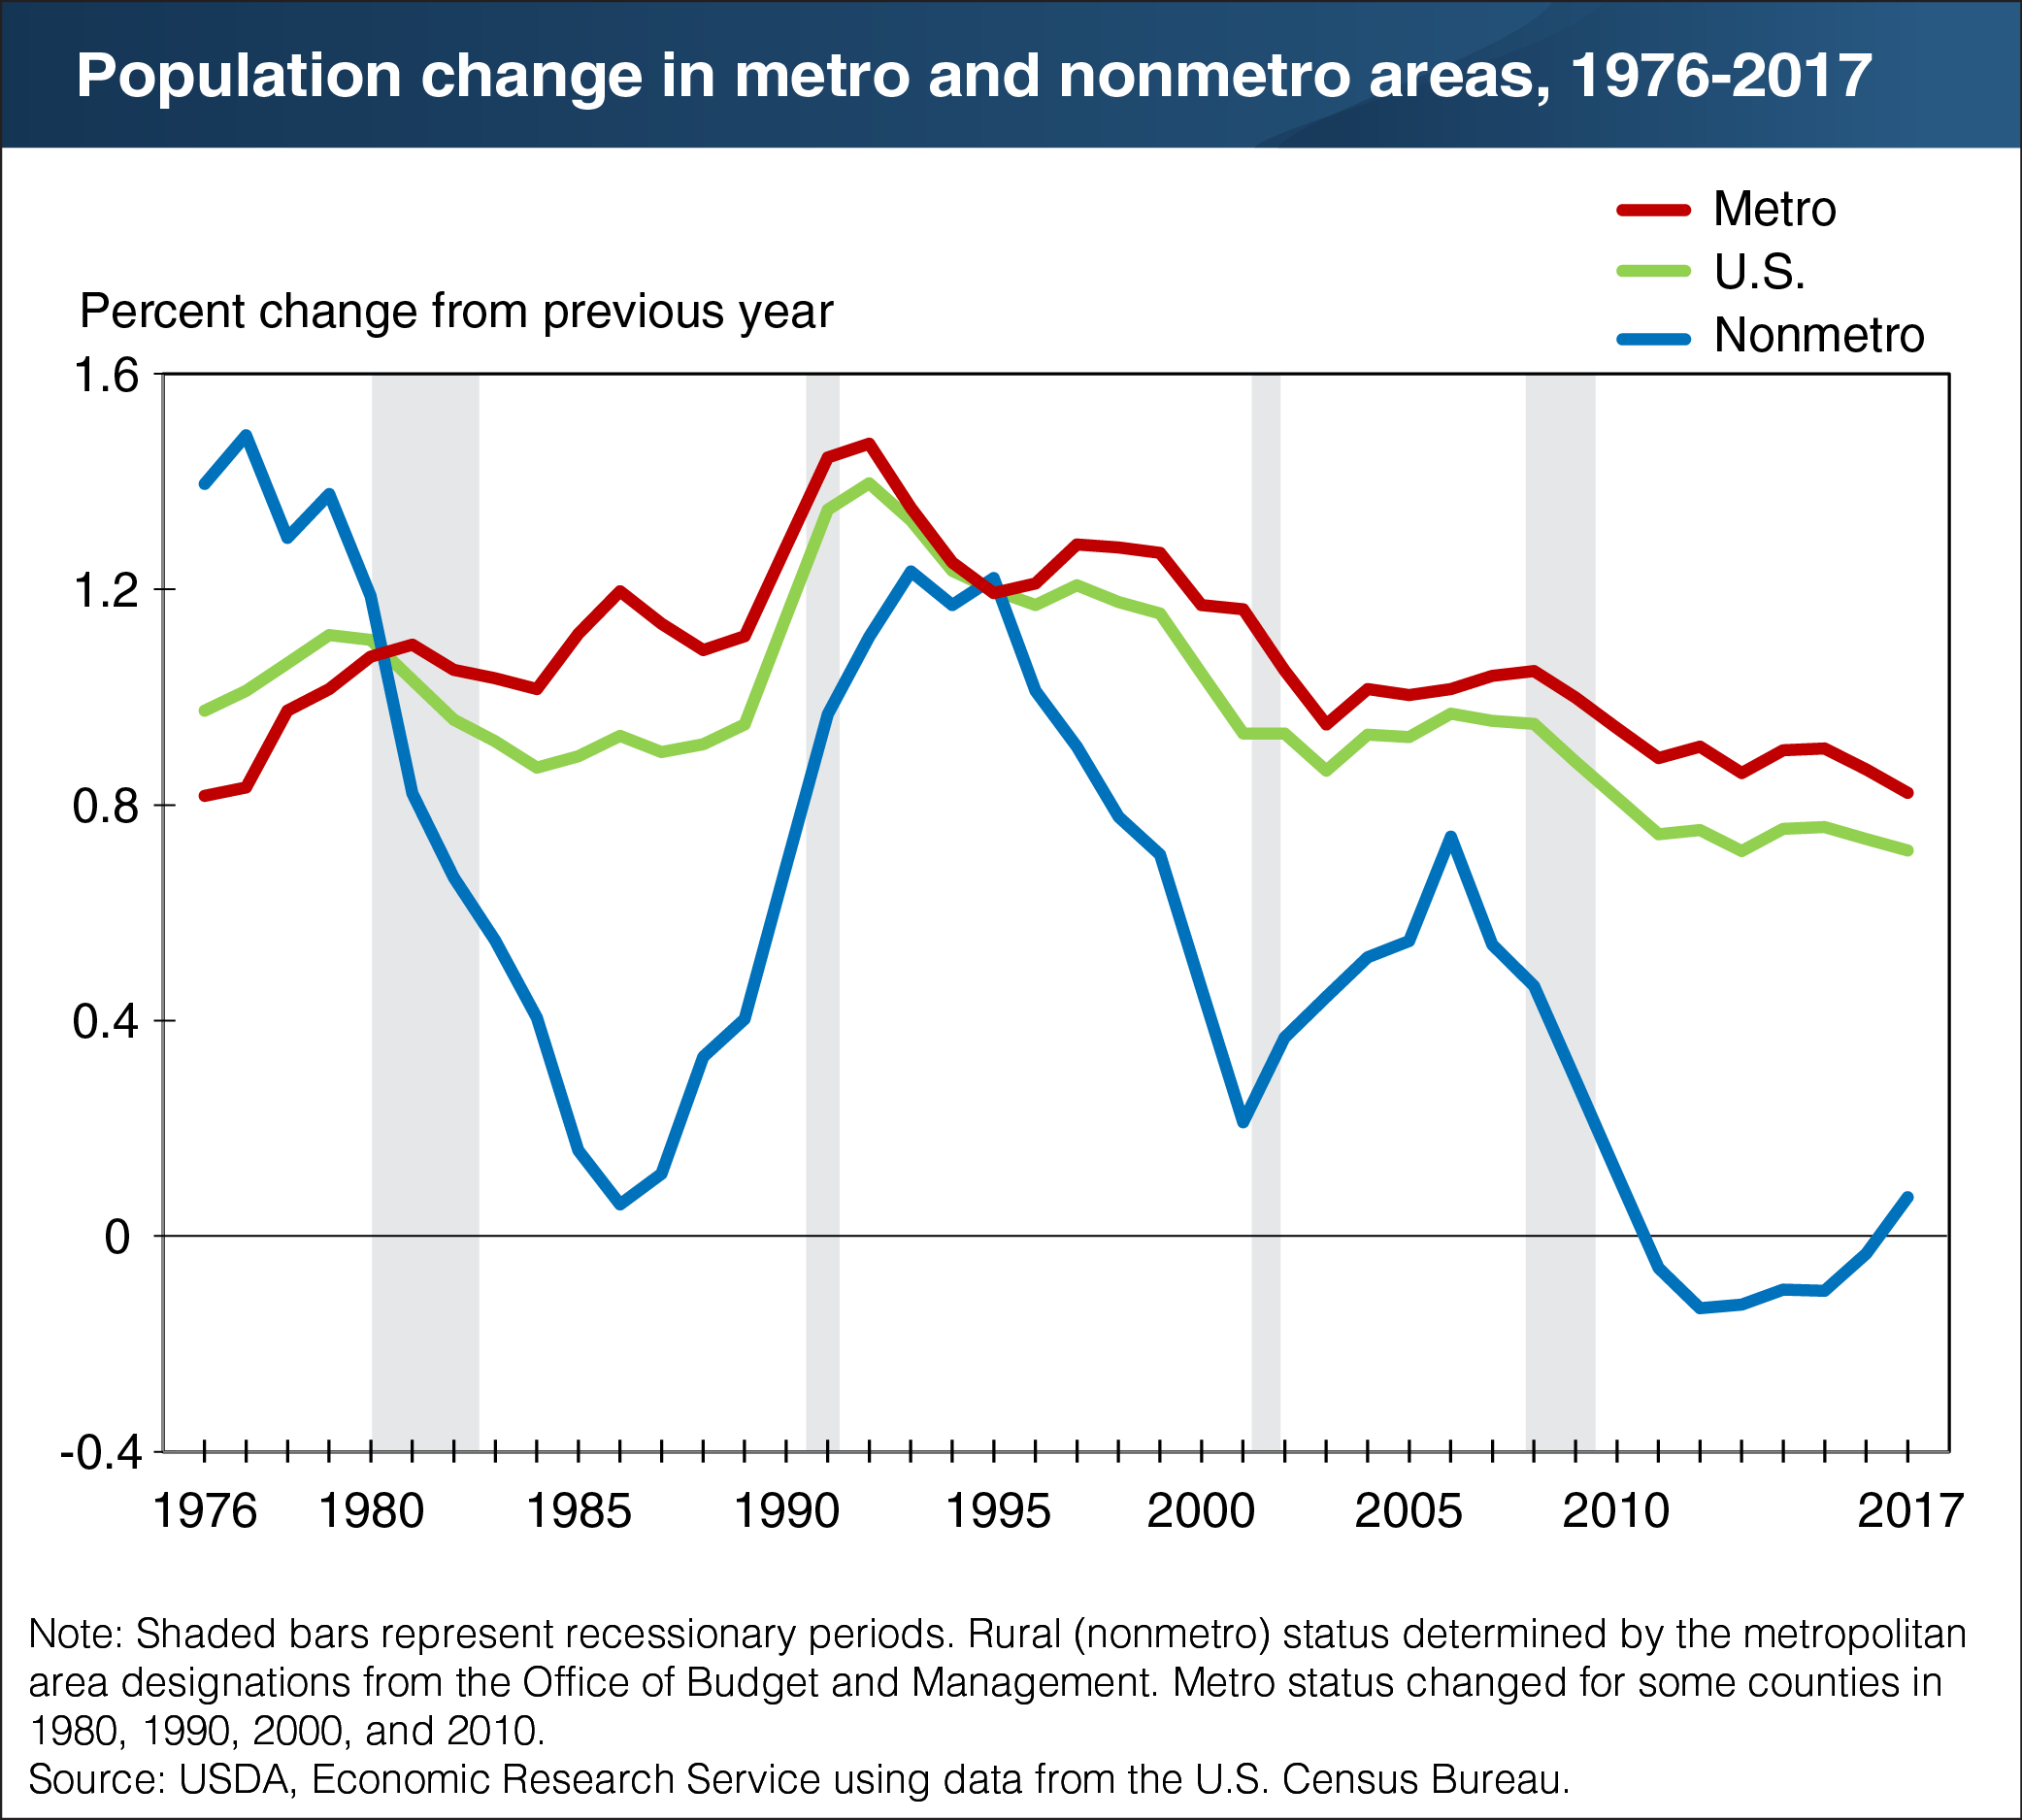 Population change in metro and nonmetro areas, 1976-2017
Metro
U.S.
Nonmetro
Percent change from previous year
1.6
1.2
0.8
0.4
0
-0.4
1976 1980 1985 1990 1995 2000 2005 2010 2017
Note: Shaded bars represent recessionary periods. Rural (nonmetro) status determined by the metropolitan
area designations from the Office of Budget and Management. Metro status changed for some counties in
1980, 1990, 2000, and 2010.
Source: USDA, Economic Research Service using data from the U.S. Census Bureau.